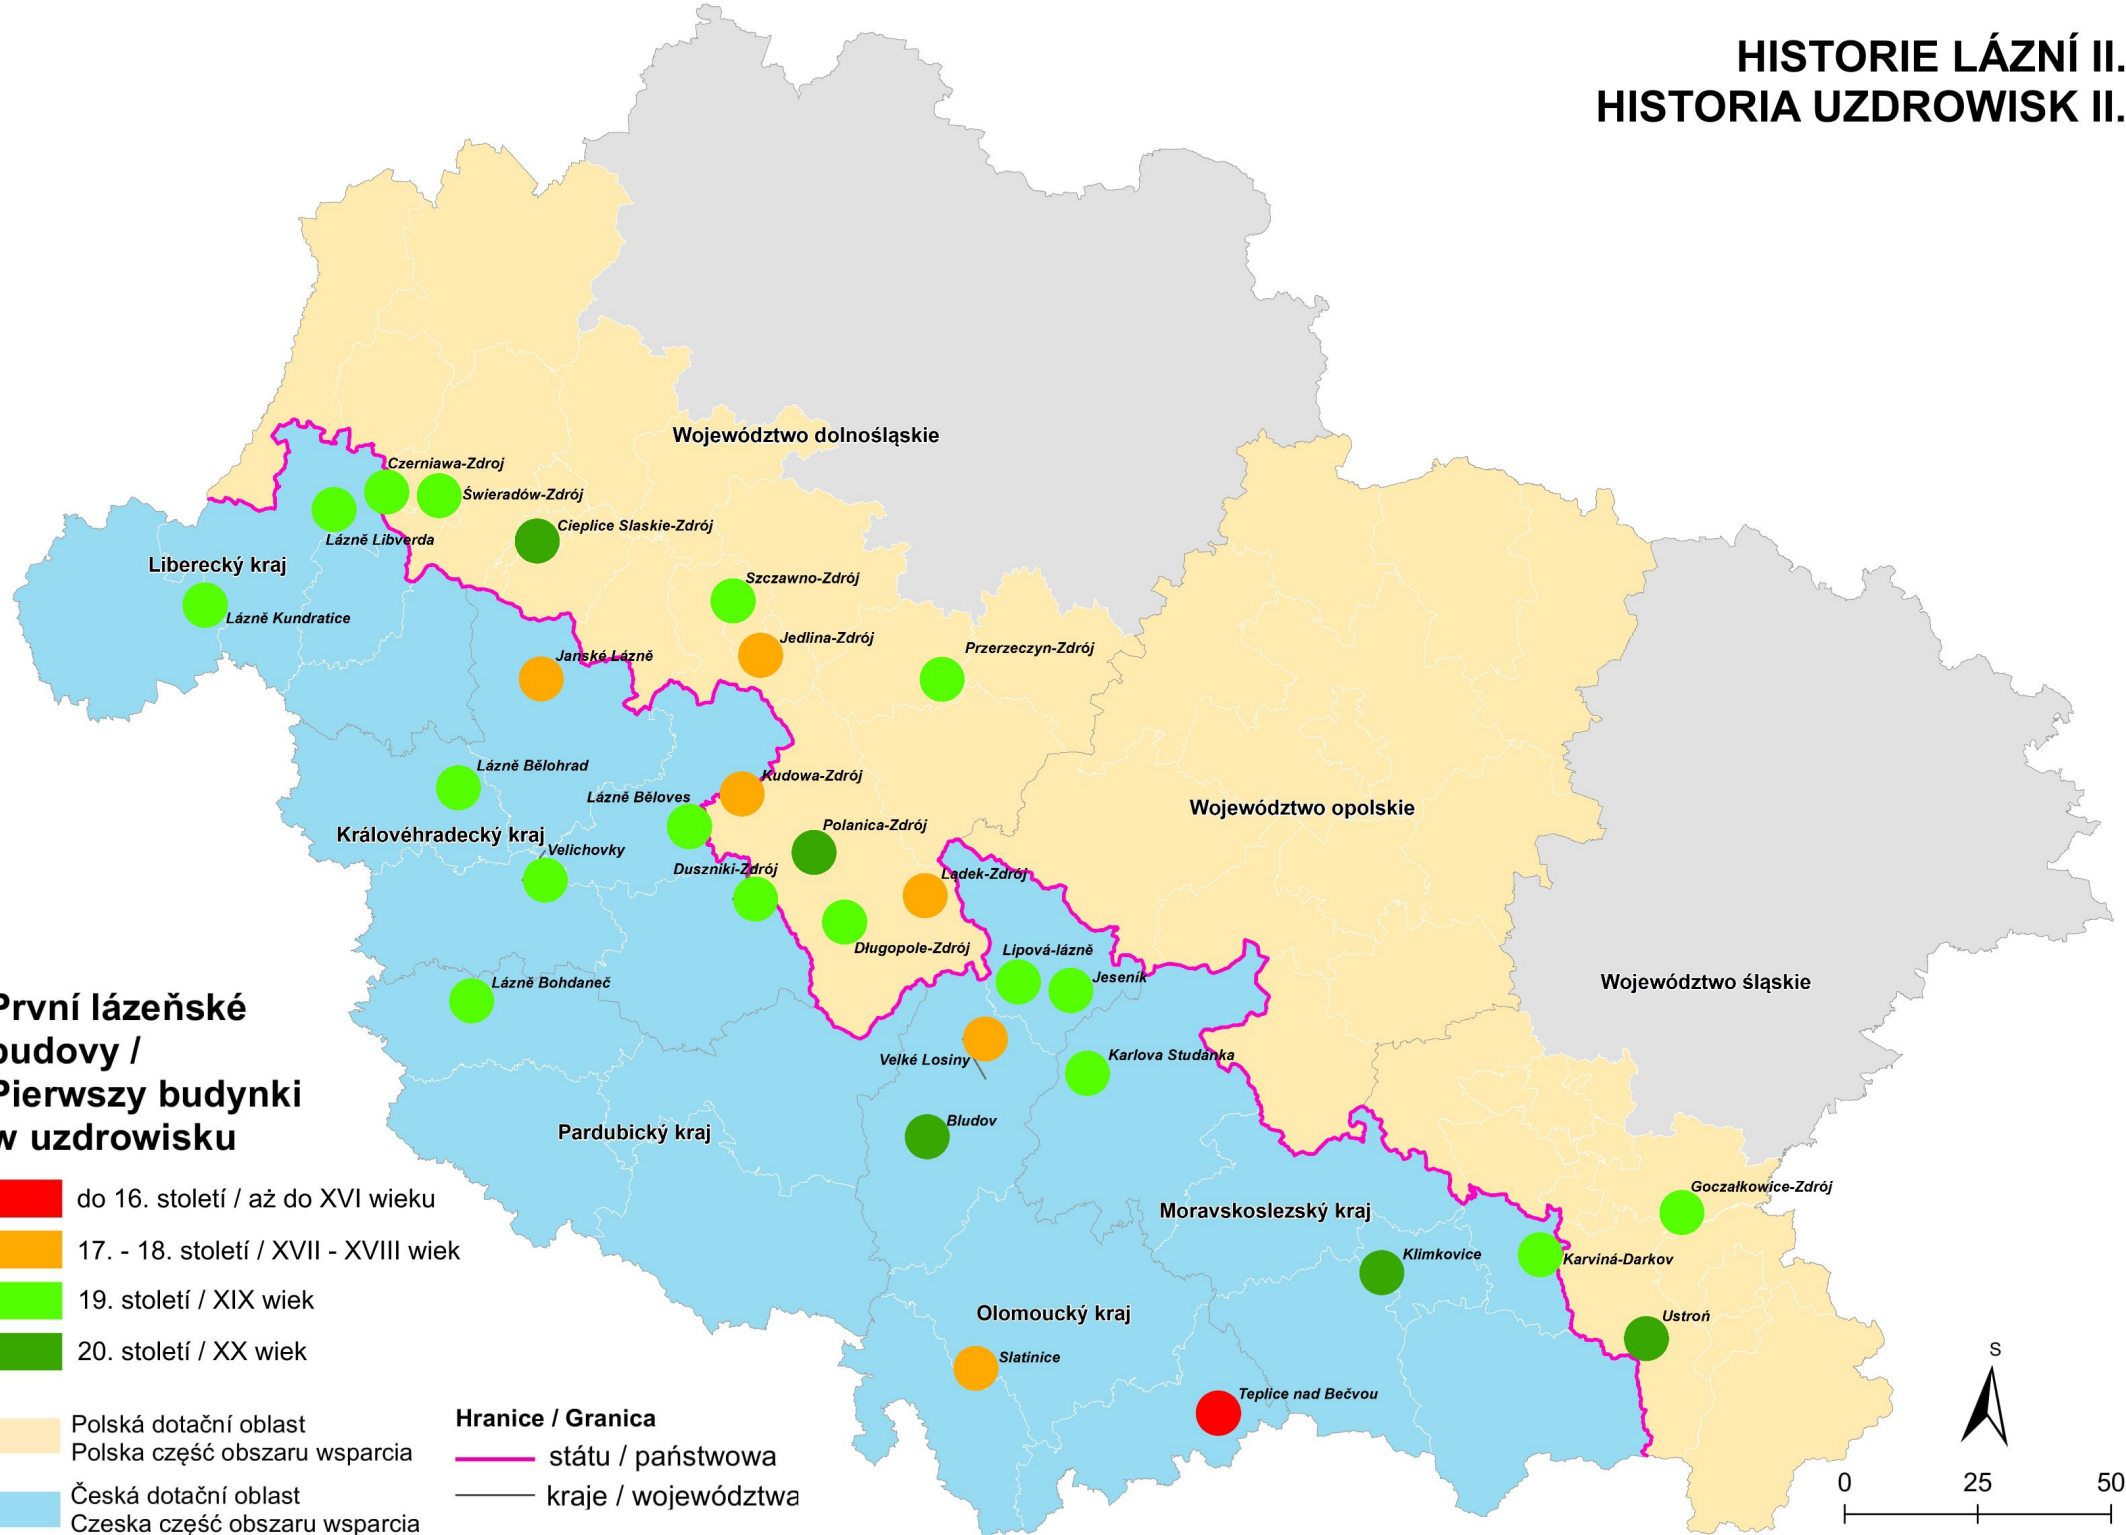 HISTORIE LÁZNÍ II.
HISTORIA UZDROWISK II.
Województwo dolnośląskie
Czerniawa-Zdroj
Świeradów-Zdrój
Cieplice Slaskie-Zdrój
Lázně Libverda
Liberecký kraj
Szczawno-Zdrój
Lázně Kundratice
Jedlina-Zdrój
Janské Lázně
Przerzeczyn-Zdrój
Lázně Bělohrad
Kudowa-Zdrój
Lázně Běloves
Województwo opolskie
Královéhradecký kraj
Polanica-Zdrój
Velichovky
Duszniki-Zdrój
Lądek-Zdrój
Długopole-Zdrój
Lipová-lázně
Jeseník
Lázně Bohdaneč
Województwo śląskie
Velké Losiny
Karlova Studánka
Bludov
Pardubický kraj
Goczałkowice-Zdrój
Moravskoslezský kraj
Klimkovice
Karviná-Darkov
Olomoucký kraj
Ustroń
Slatinice
Teplice nad Bečvou
První lázeňské
budovy /
Pierwszy budynki
w uzdrowisku
do 16. století / aż do XVI wieku
17. - 18. století / XVII - XVIII wiek
19. století / XIX wiek
20. století / XX wiek
Polská dotační oblast
Polska część obszaru wsparcia
Česká dotační oblast
Czeska część obszaru wsparcia
Hranice / Granica
státu / państwowa
kraje / województwa
S
0 25 50